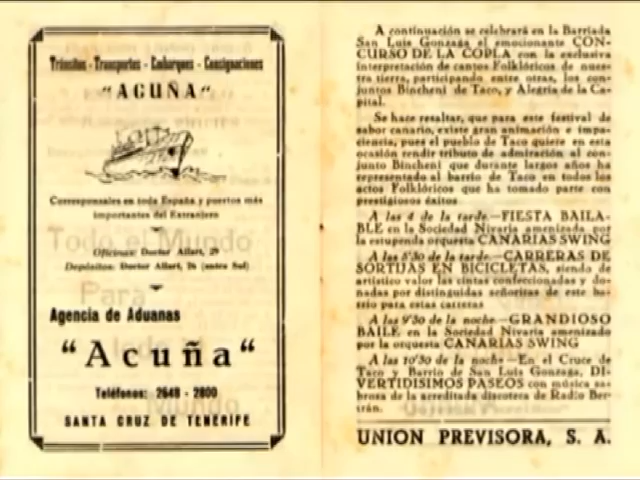 Tránsitos - Transportes - Embarques - Consignaciones
"ACUÑA"
Corresponsales en toda España y puertos más
importantes del Extranjero
Oficinas: Doctor Allart, 29
Depósitos: Doctor Allart, 26 (entre Sol)
Agencia de Aduanas
"Acuña"
Teléfonos: 2648 - 2800
SANTA CRUZ DE TENERIFE
A continuación se celebrará en la Barriada
San Luis Gonzaga el emocionante CON-
CURSO DE LA COPLA con la exclusiva
interpretación de cantos Folklóricos de nues-
tra tierra, participando entre otras, los con-
juntos Bincheni de Taco, y Alegría de la Ca-
pital.
Se hace resaltar, que para este festival de
sabor canario, existe gran animación e impa-
ciencia, pues el pueblo de Taco quiere en esta
ocasión rendir tributo de admiración al con-
junto Bincheni que durante largos años ha
representado al barrio de Taco en todos los
actos Folklóricos que ha tomado parte con
prestigiosos éxitos
A las 4 de la tarde.—FIESTA BAILA-
BLE en la Sociedad Nivaria amenizada por
la estupenda orquesta CANARIAS SWING
A las 5'30 de la tarde.—CARRERAS DE
SORTIJAS EN BICICLETAS, siendo de
artístico valor las cintas confeccionadas y do-
nadas por distinguidas señoritas de este ba-
rrio para estas carreras
A las 9'30 de la noche.—GRANDIOSO
BAILE en la Sociedad Nivaria amenizado
por la orquesta CANARIAS SWING
A las 10'30 de la noche—En el Cruce de
Taco y Barrio de San Luis Gonzaga, DI-
VERTIDISIMOS PASEOS con música sa-
brosa de la acreditada discoteca de Radio Ber-
trán.
UNION PREVISORA, S. A.
Todo el Mundo
Para
todo el
Mundo